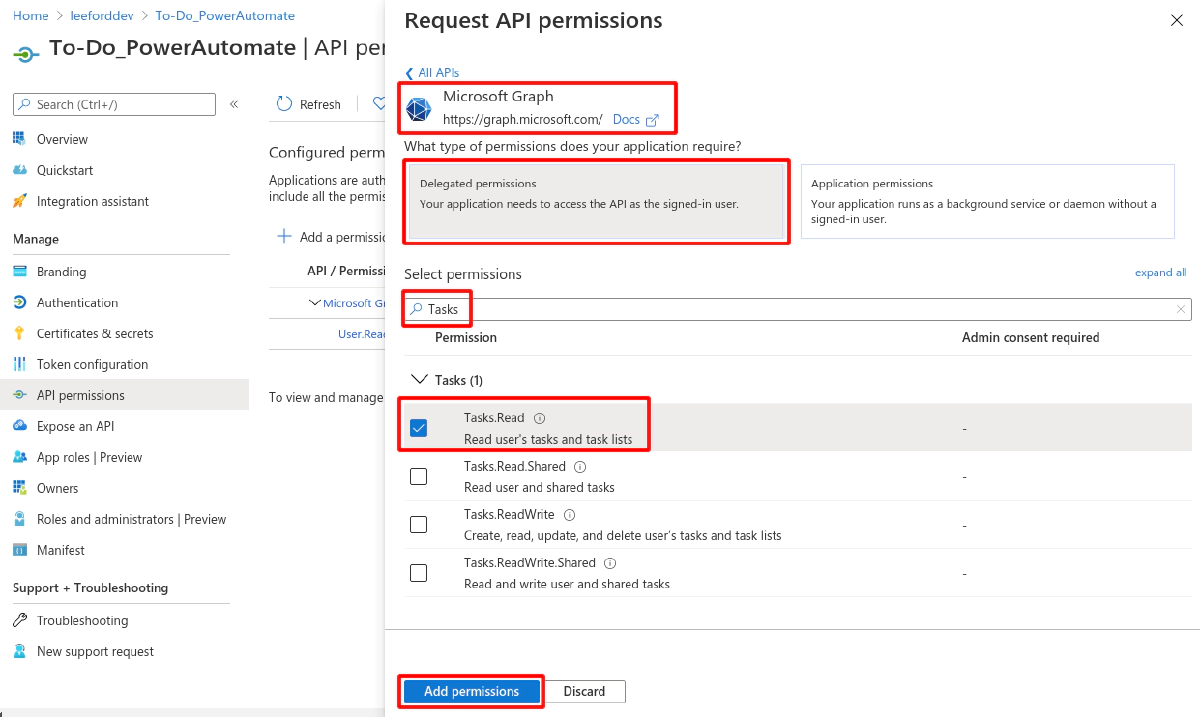 Home > leeforddev > To-Do_PowerAutomate
To-Do_PowerAutomate | API per
Search (Ctrl+/)
«
Overview
Quickstart
Integration assistant
Manage
Branding
Authentication
Certificates & secrets
Token configuration
API permissions
Expose an API
App roles | Preview
Owners
Roles and administrators | Preview
Manifest
Support + Troubleshooting
Troubleshooting
New support request
Refresh
Configured perm
Applications are auth
include all the permis
Add a permissio
API / Permissi
Microsoft Gr
User.Read
To view and manage
Request API permissions
All APIs
Microsoft Graph
https://graph.microsoft.com/ Docs
What type of permissions does your application require?
Delegated permissions
Your application needs to access the API as the signed-in user.
Application permissions
Your application runs as a background service or daemon without a
signed-in user.
Select permissions
expand all
Tasks
Permission Admin consent required
Tasks (1)
Tasks.Read
Read user's tasks and task lists
-
Tasks.Read.Shared
Read user and shared tasks
-
Tasks.ReadWrite
Create, read, update, and delete user's tasks and task lists
-
Tasks.ReadWrite.Shared
Read and write user and shared tasks
-
Add permissions Discard